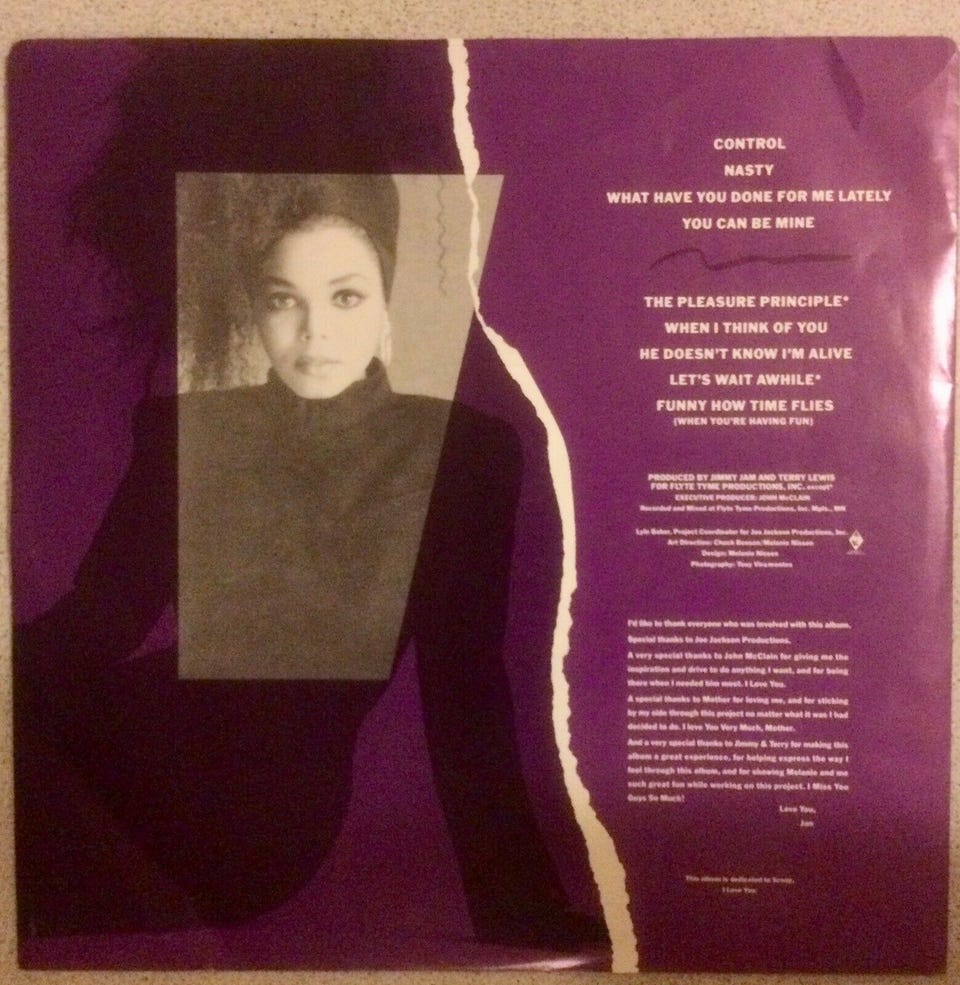 CONTROL
NASTY
WHAT HAVE YOU DONE FOR ME LATELY
YOU CAN BE MINE
THE PLEASURE PRINCIPLE*
WHEN I THINK OF YOU
HE DOESN'T KNOW I'M ALIVE
LET'S WAIT AWHILE*
FUNNY HOW TIME FLIES
(WHEN YOU'RE HAVING FUN)
PRODUCED BY JIMMY JAM AND TERRY LEWIS
FOR FLYTE TYME PRODUCTIONS, INC. except*
EXECUTIVE PRODUCER: JOHN McCLAIN
Recorded and Mixed at Flyte Tyme Productions, Inc. Mpls., MN
Lyle Baker, Project Coordinator for Joe Jackson Productions, Inc.
Art Direction: Chuck Beeson/Melanie Nissen
Design: Melanie Nissen
Photography: Tony Viramontes
I'd like to thank everyone who was involved with this album.
Special thanks to Joe Jackson Productions.
A very special thanks to John McClain for giving me the
inspiration and drive to do anything I want, and for being
there when I needed him most. I Love You.
A special thanks to Mother for loving me, and for sticking
by my side through this project no matter what it was I had
decided to do. I love You Very Much, Mother.
And a very special thanks to Jimmy & Terry for making this
album a great experience, for helping express the way I
feel through this album, and for showing Melanie and me
such great fun while working on this project. I Miss You
Guys So Much!
Love You,
Jan
This album is dedicated to
I Love You